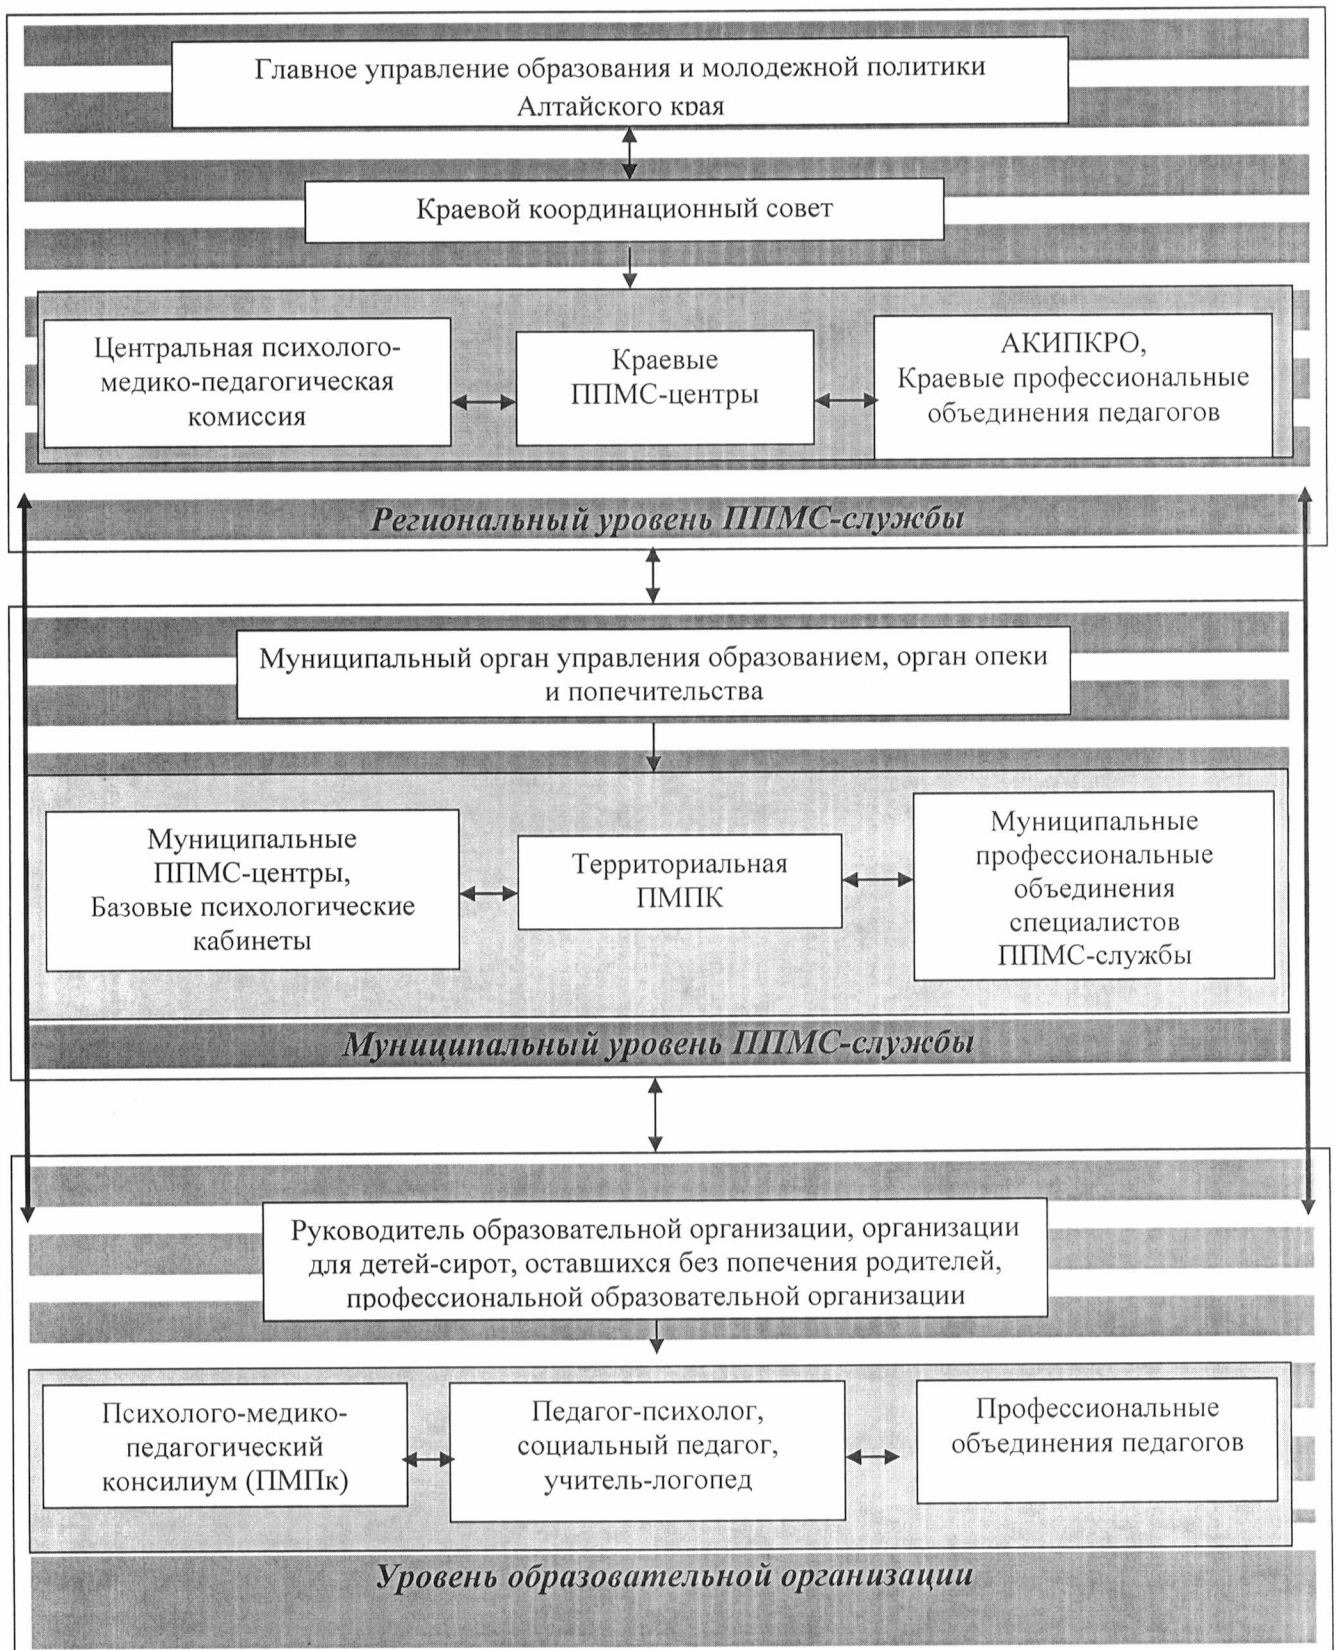 Главное управление образования и молодежной политики
Алтайского края
Краевой координационный совет
Центральная психолого-
медико-педагогическая
комиссия
Краевые
ППМС-центры
АКИПКРО,
Краевые профессиональные
объединения педагогов
Региональный уровень ППМС-службы
Муниципальный орган управления образованием, орган опеки
и попечительства
Муниципальные
ППМС-центры,
Базовые психологические
кабинеты
Территориальная
ПМПК
Муниципальные
профессиональные
объединения
специалистов
ППМС-службы
Муниципальный уровень ППМС-службы
Руководитель образовательной организации, организации
для детей-сирот, оставшихся без попечения родителей,
профессиональной образовательной организации
Психолого-медико-
педагогический
консилиум (ПМПк)
Педагог-психолог,
социальный педагог,
учитель-логопед
Профессиональные
объединения педагогов
Уровень образовательной организации